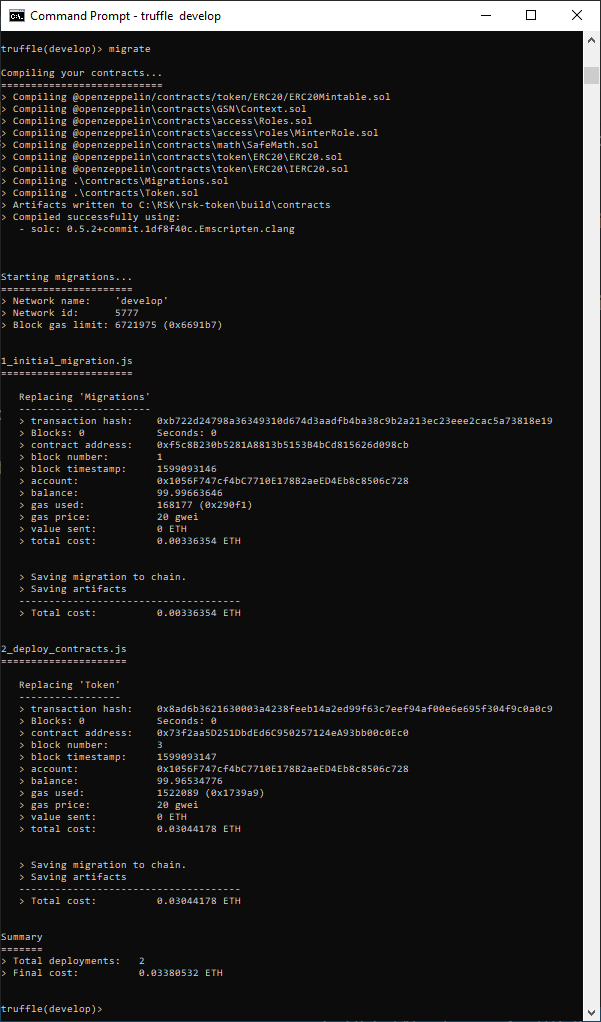 Command Prompt - truffle develop
truffle(develop)> migrate
Compiling your contracts...
===========================
> Compiling @openzeppelin/contracts/token/ERC20/ERC20Mintable.sol
> Compiling @openzeppelin\contracts\GSN\Context.sol
> Compiling @openzeppelin\contracts\access\Roles.sol
> Compiling @openzeppelin\contracts\access\roles\MinterRole.sol
> Compiling @openzeppelin\contracts\math\SafeMath.sol
> Compiling @openzeppelin\contracts\token\ERC20\ERC20.sol
> Compiling @openzeppelin\contracts\token\ERC20\IERC20.sol
> Compiling .\contracts\Migrations.sol
> Compiling .\contracts\Token.sol
> Artifacts written to C:\RSK\rsk-token\build\contracts
> Compiled successfully using:
   - solc: 0.5.2+commit.1df8f40c.Emscripten.clang
Starting migrations...
======================
> Network name:    'develop'
> Network id:      5777
> Block gas limit: 6721975 (0x6691b7)
1_initial_migration.js
======================
   Replacing 'Migrations'
   ----------------------
   > transaction hash:    0xb722d24798a36349310d674d3aadfb4ba38c9b2a213ec23eee2cac5a73818e19
   > Blocks: 0            Seconds: 0
   > contract address:    0xf5c8B230b5281A8813b5153B4bCd815626d098cb
   > block number:        1
   > block timestamp:     1599093146
   > account:             0x1056F747cf4bC7710E178B2aeED4Eb8c8506c728
   > balance:             99.99663646
   > gas used:            168177 (0x290f1)
   > gas price:           20 gwei
   > value sent:          0 ETH
   > total cost:          0.00336354 ETH
   > Saving migration to chain.
   > Saving artifacts
   -------------------------------------
   > Total cost:          0.00336354 ETH
2_deploy_contracts.js
=====================
   Replacing 'Token'
   -----------------
   > transaction hash:    0x8ad6b3621630003a4238feeb14a2ed99f63c7eef94af00e6e695f304f9c0a0c9
   > Blocks: 0            Seconds: 0
   > contract address:    0x73f2aa5D251DbdEd6C950257124eA93bb00c0Ec0
   > block number:        3
   > block timestamp:     1599093147
   > account:             0x1056F747cf4bC7710E178B2aeED4Eb8c8506c728
   > balance:             99.96534776
   > gas used:            1522089 (0x1739a9)
   > gas price:           20 gwei
   > value sent:          0 ETH
   > total cost:          0.03044178 ETH
   > Saving migration to chain.
   > Saving artifacts
   -------------------------------------
   > Total cost:          0.03044178 ETH
Summary
=======
> Total deployments:   2
> Final cost:          0.03380532 ETH
truffle(develop)>